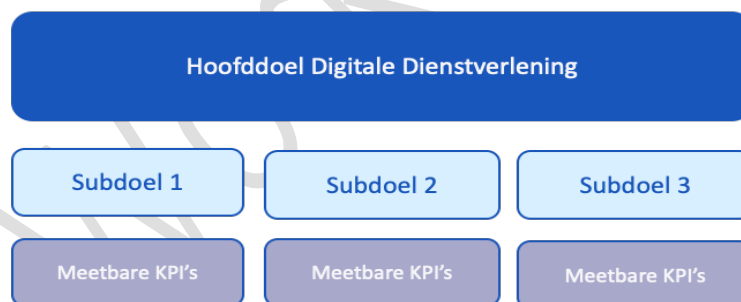 Hoofddoel Digitale Dienstverlening
Subdoel 1
Subdoel 2
Subdoel 3
Meetbare KPI's
Meetbare KPI's
Meetbare KPI's